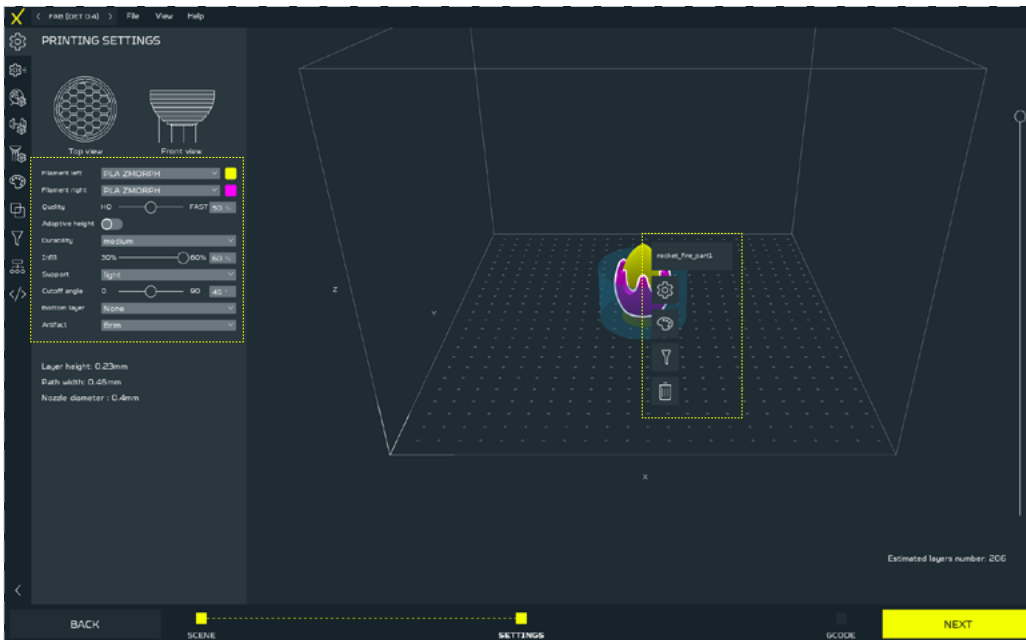 < FAB (DET 0.4) > File View Help
PRINTING SETTINGS
Top view Front view
Filament left PLA ZMORPH
Filament right PLA ZMORPH
Quality HQ FAST 50 %
Adaptive height
Durability medium
Infill 30% 60% 60 %
Support light
Cutoff angle 0 90 45 °
Bottom layer None
Artifact Brim
Layer height: 0.23mm
Path width: 0.46mm
Nozzle diameter : 0.4mm
rocket_fire_part1
Z
Y
X
Estimated layers number: 206
BACK
SCENE
SETTINGS
GCODE
NEXT